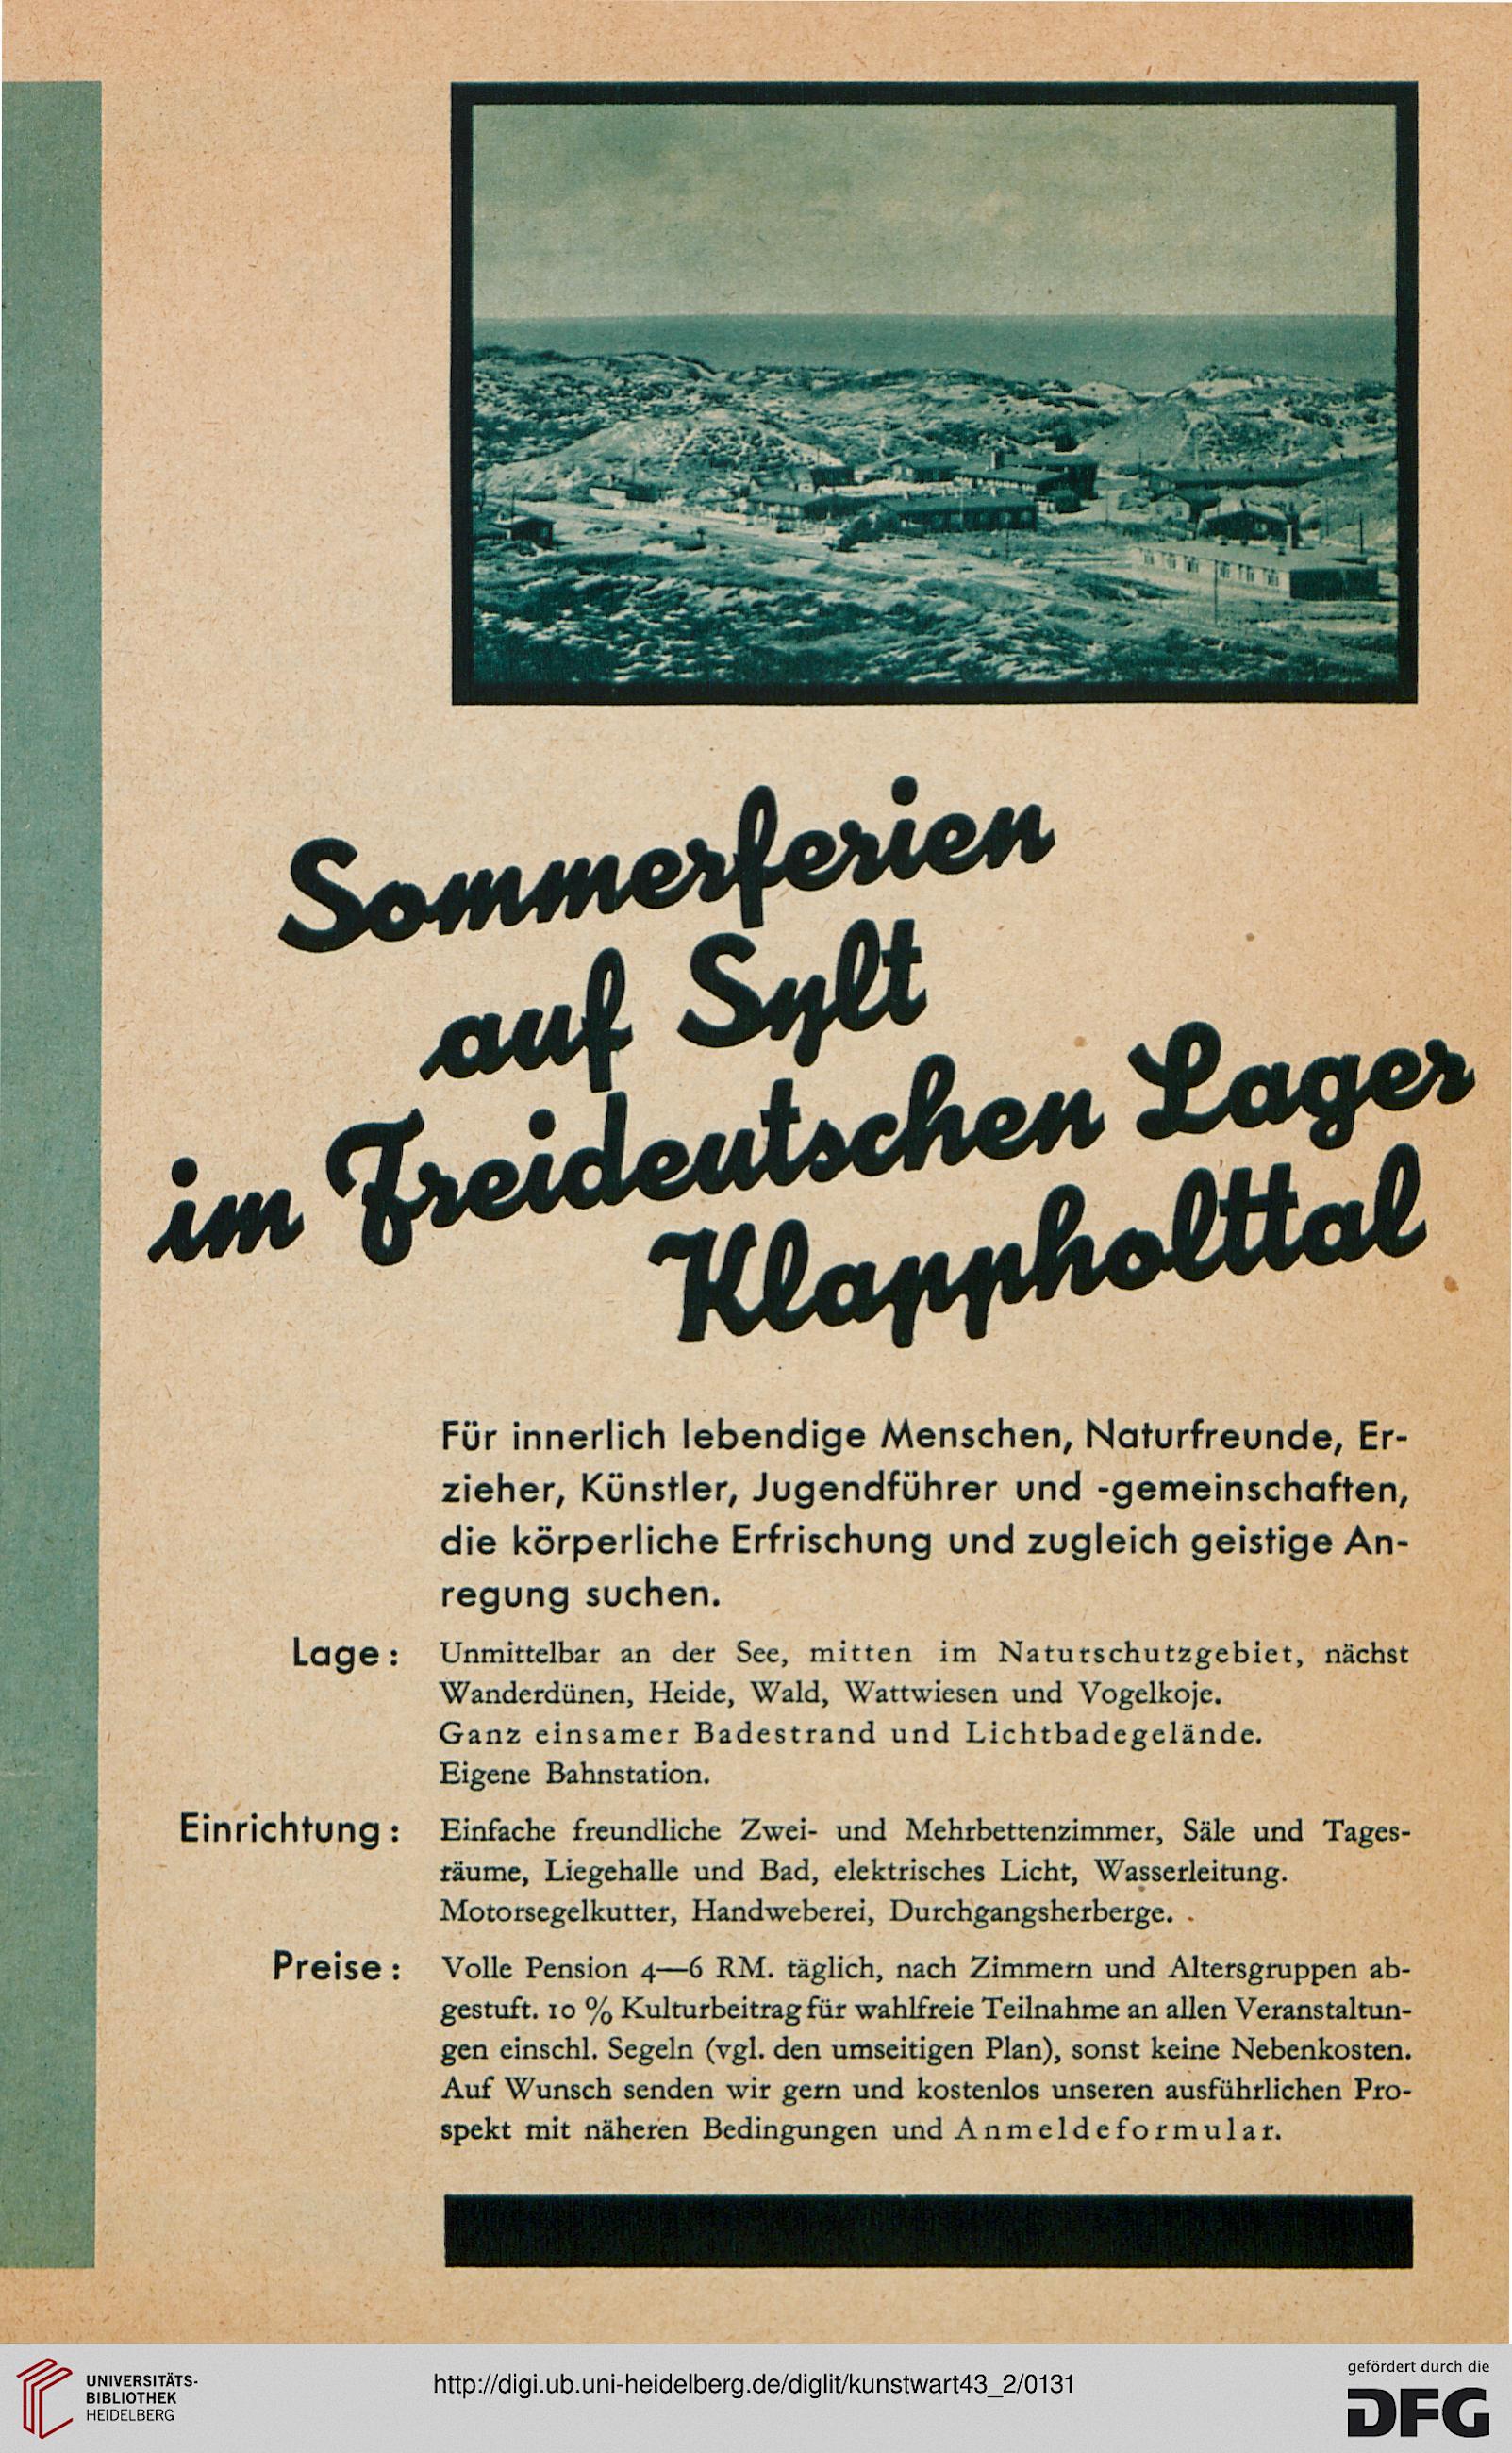 Sommerferien
auf Sylt
im Freideutschen Lager
Klappholttal
Für innerlich lebendige Menschen, Naturfreunde, Er-
zieher, Künstler, Jugendführer und -gemeinschaften,
die körperliche Erfrischung und zugleich geistige An-
regung suchen.
Lage: Unmittelbar an der See, mitten im Naturschutzgebiet, nächst
Wanderdünen, Heide, Wald, Wattwiesen und Vogelkoje.
Ganz einsamer Badestrand und Lichtbadegelände.
Eigene Bahnstation.
Einrichtung: Einfache freundliche Zwei- und Mehrbettenzimmer, Säle und Tages-
räume, Liegehalle und Bad, elektrisches Licht, Wasserleitung.
Motorsegelkutter, Handweberei, Durchgangsherberge. .
Preise: Volle Pension 4—6 RM. täglich, nach Zimmern und Altersgruppen ab-
gestuft. 10 % Kulturbeitrag für wahlfreie Teilnahme an allen Veranstaltun-
gen einschl. Segeln (vgl. den umseitigen Plan), sonst keine Nebenkosten.
Auf Wunsch senden wir gern und kostenlos unseren ausführlichen Pro-
spekt mit näheren Bedingungen und Anmeldeformular.
UNIVERSITÄTS-
BIBLIOTHEK
HEIDELBERG
http://digi.ub.uni-heidelberg.de/diglit/kunstwart43_2/0131
gefördert durch die
DFG